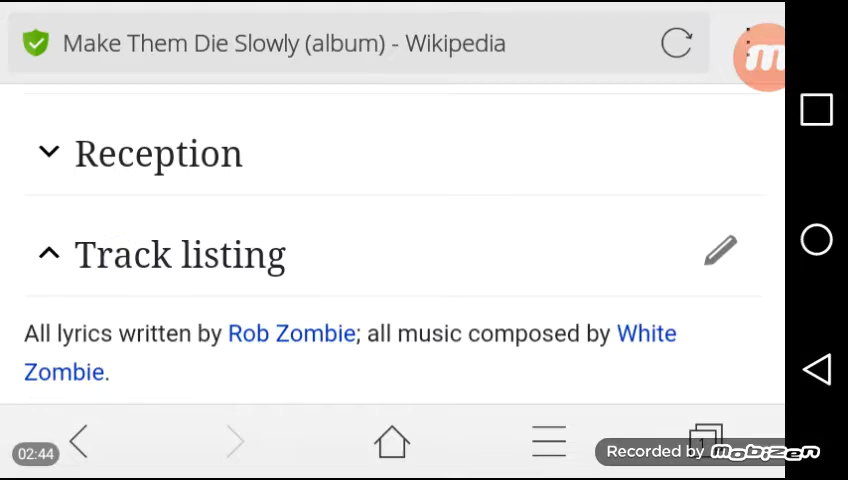 Make Them Die Slowly (album) - Wikipedia
m
Reception
Track listing
All lyrics written by Rob Zombie; all music composed by White
Zombie.
02:44
1
Recorded by mobizen